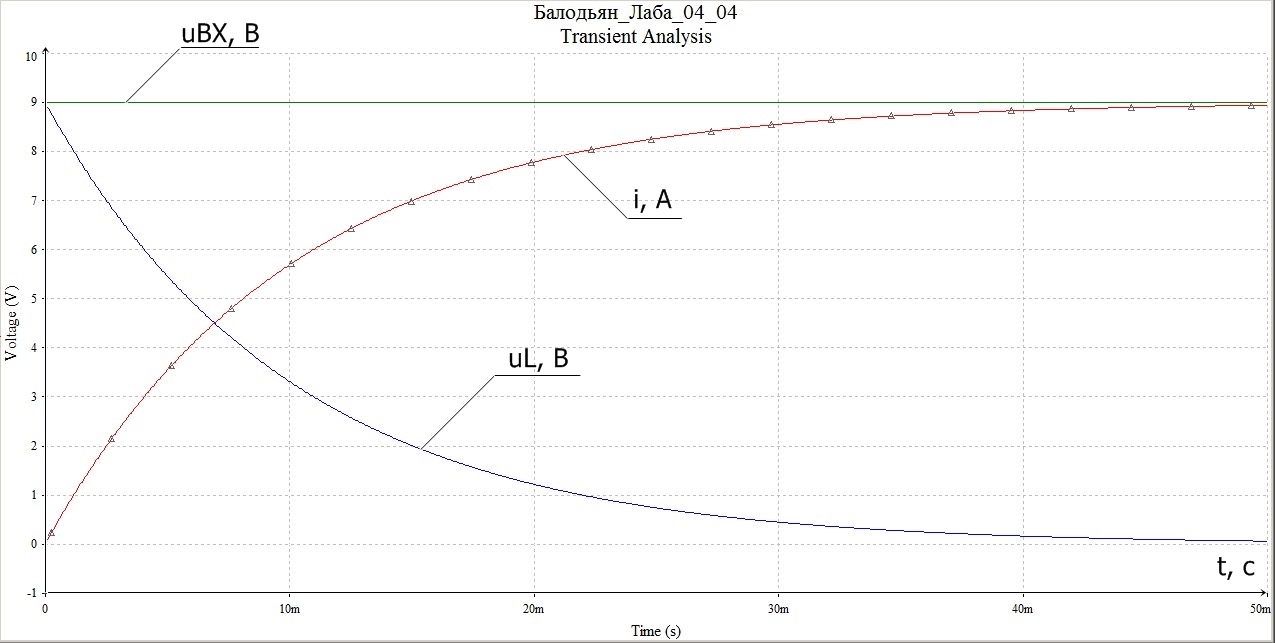 Балодьян_Лаба_04_04
Transient Analysis
uВХ, В
10
9
8
7
6
5
4
3
2
1
0
-1
Voltage (V)
i, А
uL, В
t, с
0
10m
20m
30m
40m
50m
Time (s)